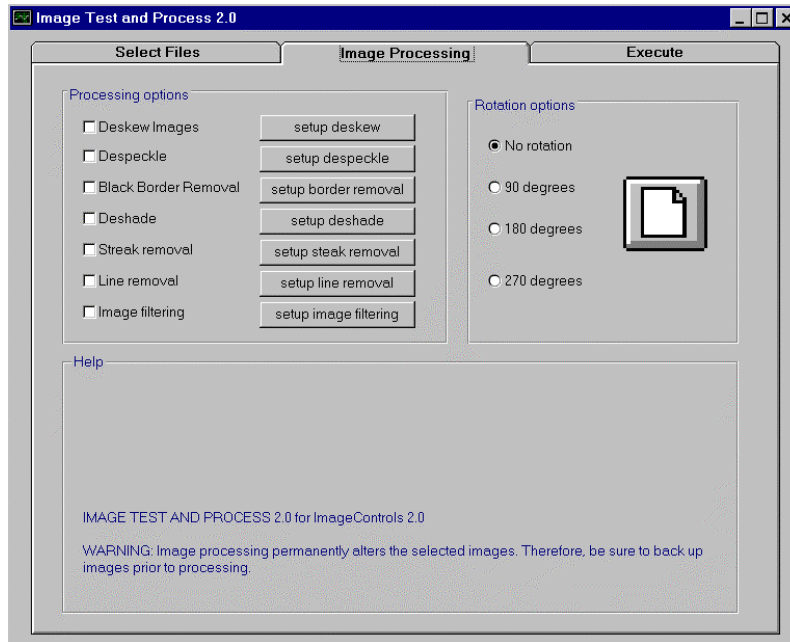 Image Test and Process 2.0
Select Files
Image Processing
Execute
Processing options
Deskew Images
setup deskew
Despeckle
setup despeckle
Black Border Removal
setup border removal
Deshade
setup deshade
Streak removal
setup steak removal
Line removal
setup line removal
Image filtering
setup image filtering
Rotation options
No rotation
90 degrees
180 degrees
270 degrees
Help
IMAGE TEST AND PROCESS 2.0 for ImageControls 2.0
WARNING: Image processing permanently alters the selected images. Therefore, be sure to back up
images prior to processing.